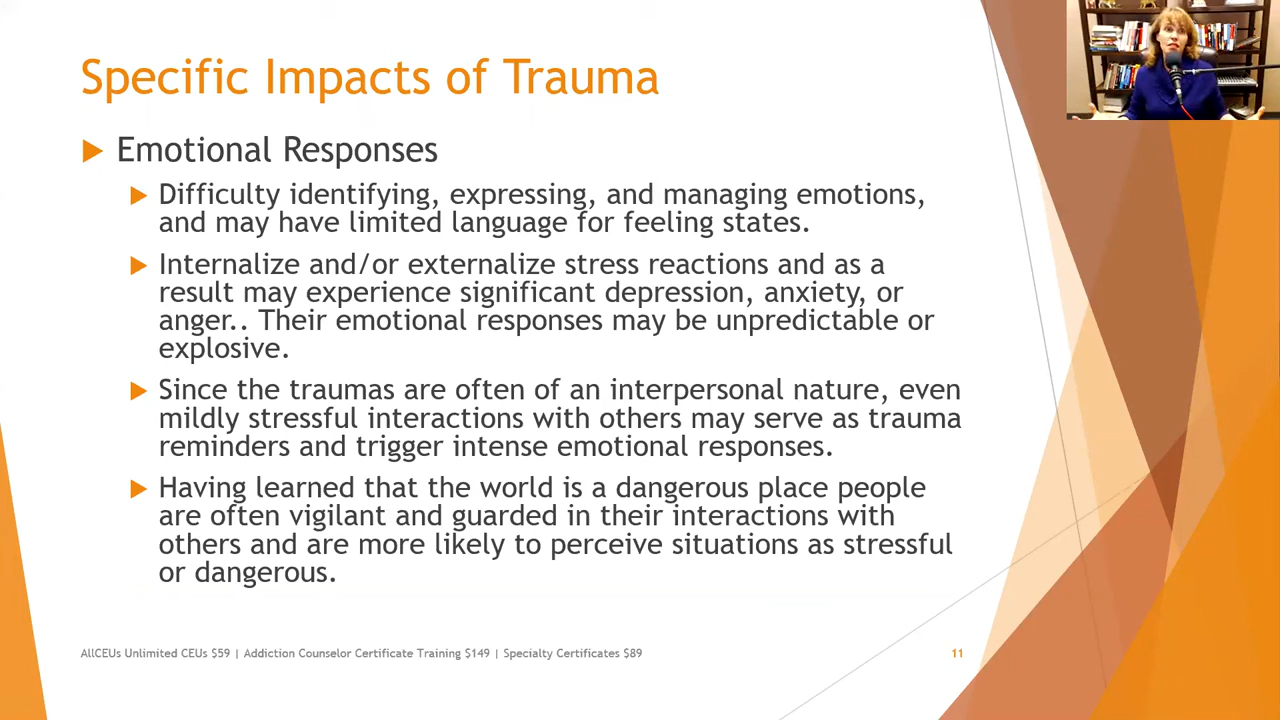 Specific Impacts of Trauma
Emotional Responses
Difficulty identifying, expressing, and managing emotions,
and may have limited language for feeling states.
Internalize and/or externalize stress reactions and as a
result may experience significant depression, anxiety, or
anger.. Their emotional responses may be unpredictable or
explosive.
Since the traumas are often of an interpersonal nature, even
mildly stressful interactions with others may serve as trauma
reminders and trigger intense emotional responses.
Having learned that the world is a dangerous place people
are often vigilant and guarded in their interactions with
others and are more likely to perceive situations as stressful
or dangerous.
AllCEUs Unlimited CEUs $59 | Addiction Counselor Certificate Training $149 | Specialty Certificates $89
11